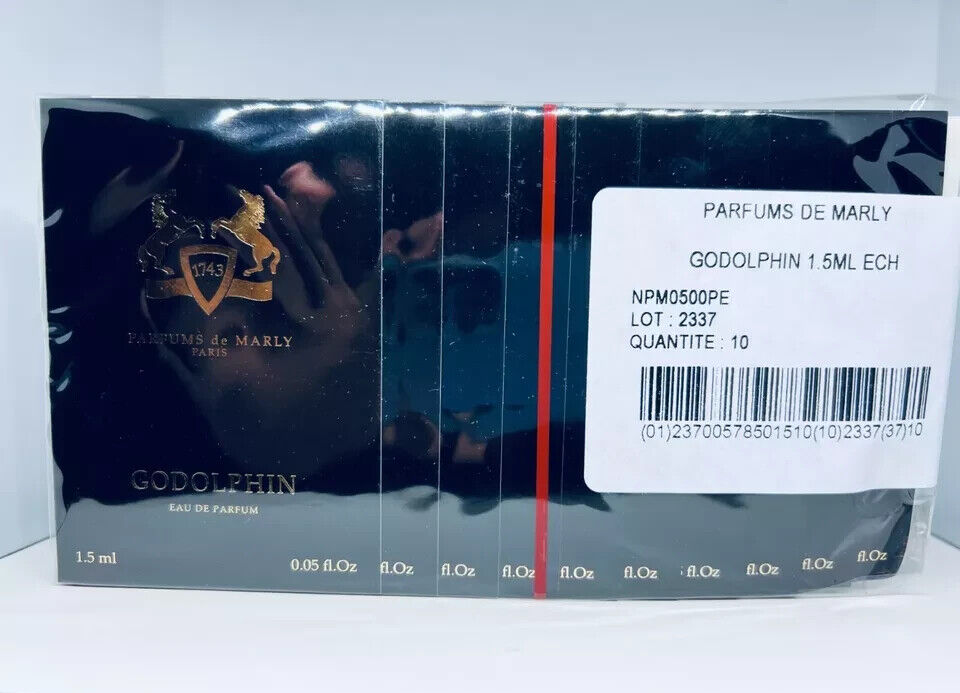 1743
PARFUMS de MARLY
PARIS
GODOLPHIN
EAU DE PARFUM
1.5 ml
0.05 fl.Oz
fl.Oz
fl.Oz
fl.Oz
fl.Oz
fl.Oz
fl.Oz
fl.Oz
fl.Oz
fl.Oz
PARFUMS DE MARLY
GODOLPHIN 1.5ML ECH
NPM0500PE
LOT : 2337
QUANTITE : 10
(01)23700578501510(10)2337(37)10